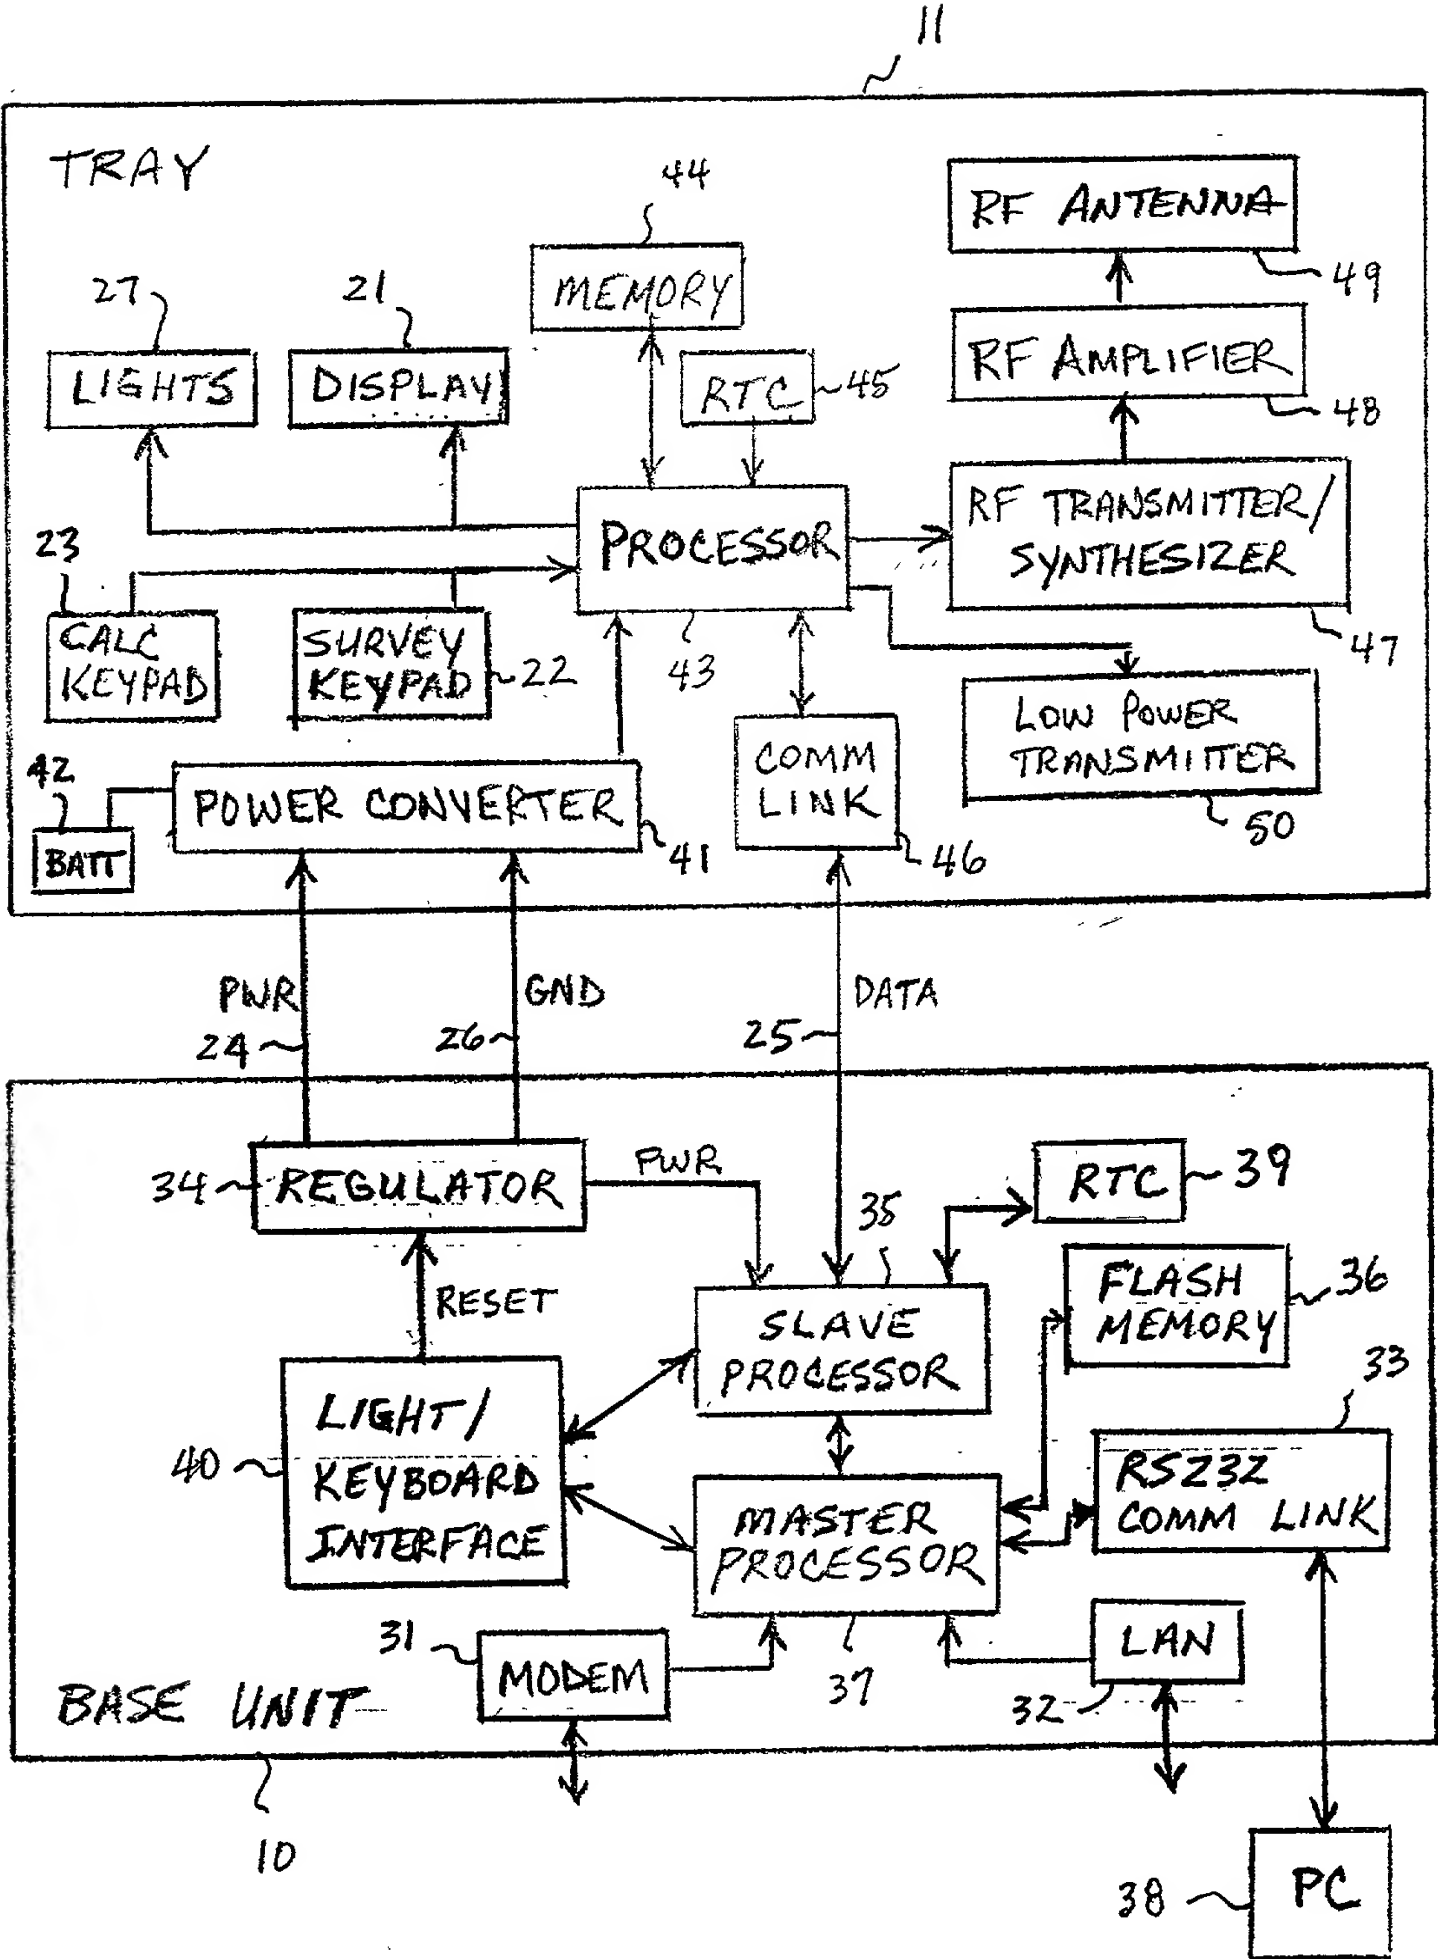 11
TRAY
44
RF ANTENNA
49
27
21
MEMORY
LIGHTS
DISPLAY
RTC
45
RF AMPLIFIER
48
23
PROCESSOR
RF TRANSMITTER/
SYNTHESIZER
47
CALC
KEYPAD
SURVEY
KEYPAD
22
43
LOW POWER
TRANSMITTER
50
42
BATT
POWER CONVERTER
41
COMM
LINK
46
PWR
24
GND
26
DATA
25
34
REGULATOR
PWR
35
RTC
39
RESET
SLAVE
PROCESSOR
FLASH
MEMORY
36
33
40
LIGHT/
KEYBOARD
INTERFACE
MASTER
PROCESSOR
RS232
COMM LINK
31
MODEM
37
LAN
32
BASE UNIT
10
38
PC